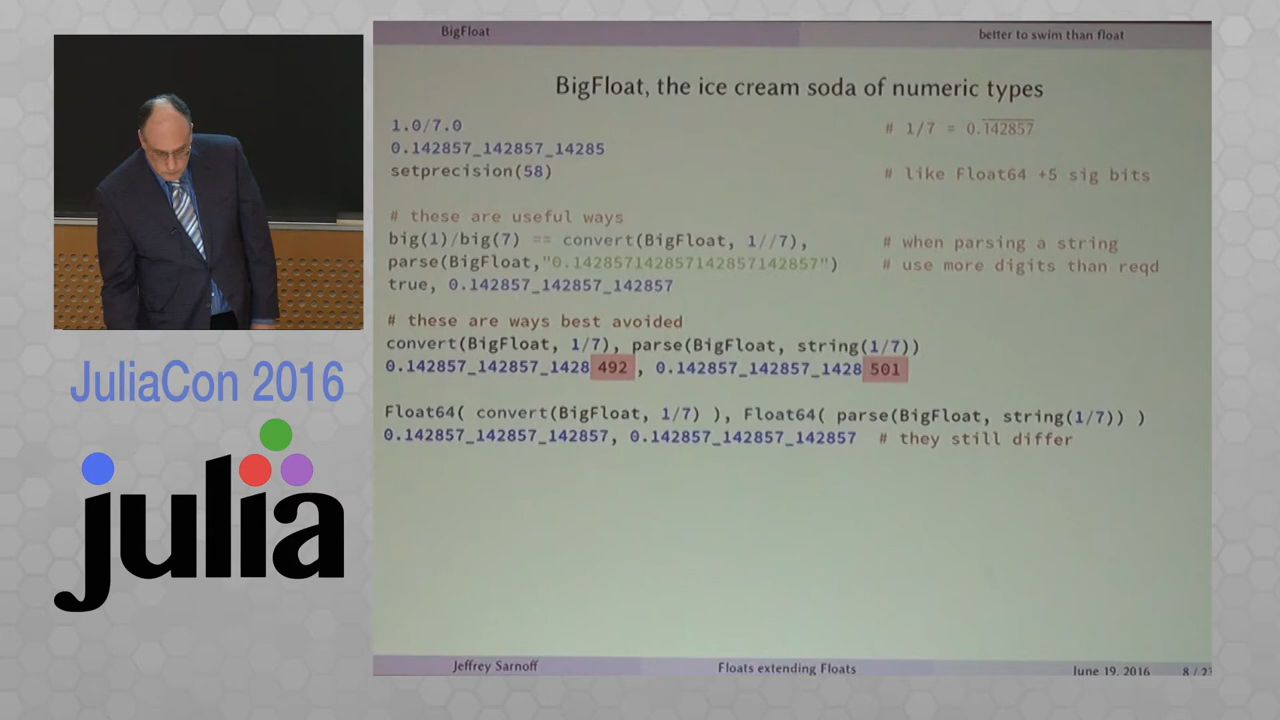 BigFloat
better to swim than float
BigFloat, the ice cream soda of numeric types
1.0/7.0 # 1/7 = 0.142857
0.142857_142857_14285
setprecision(58) # like Float64 +5 sig bits
# these are useful ways
big(1)/big(7) == convert(BigFloat, 1//7), # when parsing a string
parse(BigFloat,"0.142857142857142857142857") # use more digits than reqd
true, 0.142857_142857_142857
# these are ways best avoided
convert(BigFloat, 1/7), parse(BigFloat, string(1/7))
0.142857_142857_1428 492 , 0.142857_142857_1428 501
Float64( convert(BigFloat, 1/7) ), Float64( parse(BigFloat, string(1/7)) )
0.142857_142857_142857, 0.142857_142857_142857 # they still differ
JuliaCon 2016
julia
Jeffrey Sarnoff
Floats extending Floats
June 19, 2016
8 / 2